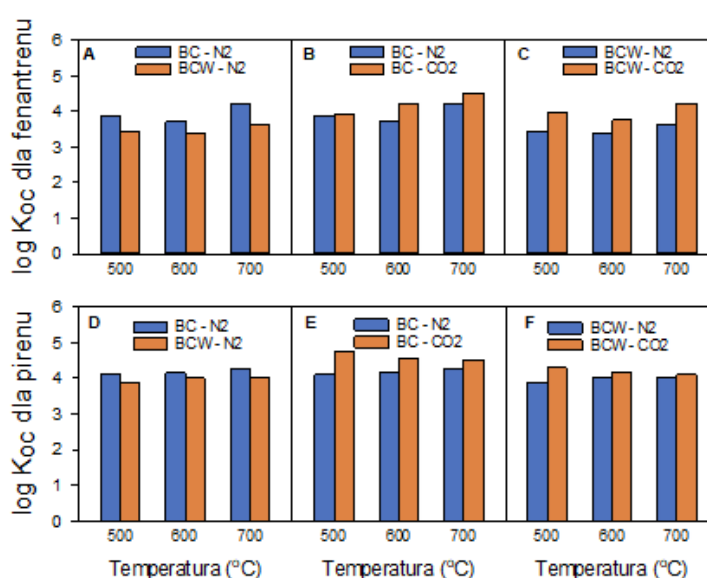 log Koc dla fenantrenu
6
5
4
3
2
1
0
A
BC - N2
BCW - N2
500
600
700
B
BC - N2
BC - CO2
500
600
700
C
BCW - N2
BCW - CO2
500
600
700
log Koc dla pirenu
6
5
4
3
2
1
0
D
BC - N2
BCW - N2
500
600
700
E
BC - N2
BC - CO2
500
600
700
F
BCW - N2
BCW - CO2
500
600
700
Temperatura (°C)
Temperatura (°C)
Temperatura (°C)